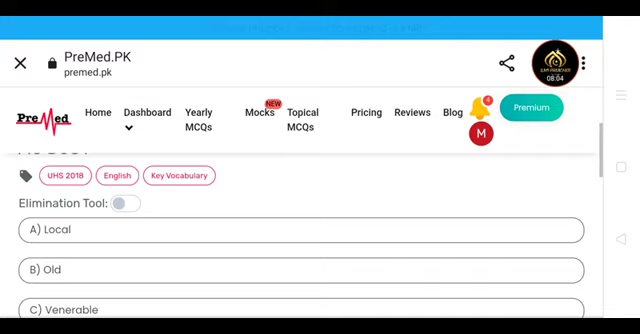 PreMed.PK
premed.pk
08:04
PreMed
Home
Dashboard
Yearly
MCQs
Mocks
NEW
Topical
MCQs
Pricing
Reviews
Blog
4
M
Premium
UHS 2018
English
Key Vocabulary
Elimination Tool:
A) Local
B) Old
C) Venerable